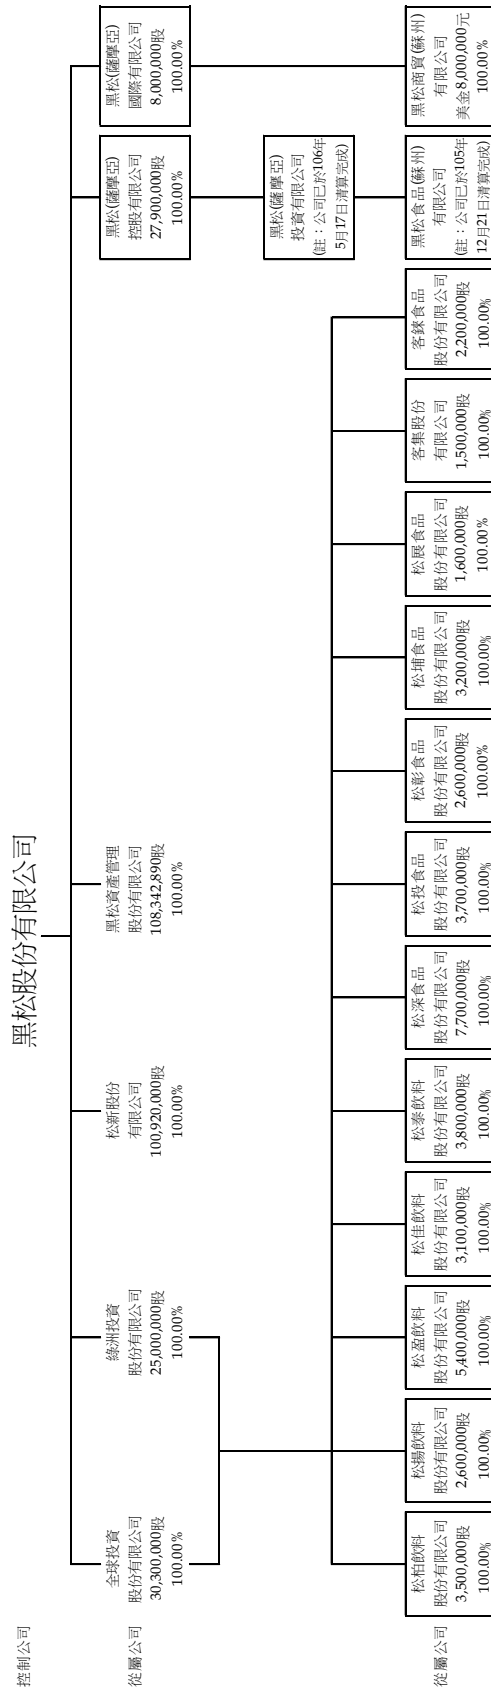 黑松股份有限公司
控制公司
從屬公司
全球投資
股份有限公司
30,300,000股
100.00%
綠洲投資
股份有限公司
25,000,000股
100.00%
松新股份
有限公司
100,920,000股
100.00%
黑松資產管理
股份有限公司
108,342,890股
100.00%
黑松(薩摩亞)
控股有限公司
27,900,000股
100.00%
黑松(薩摩亞)
國際有限公司
8,000,000股
100.00%
黑松(薩摩亞)
投資有限公司
(註：公司已於106年
5月17日清算完成)
從屬公司
松柏飲料
股份有限公司
3,500,000股
100.00%
松揚飲料
股份有限公司
2,600,000股
100.00%
松盈飲料
股份有限公司
5,400,000股
100.00%
松佳飲料
股份有限公司
3,100,000股
100.00%
松泰飲料
股份有限公司
3,800,000股
100.00%
松深食品
股份有限公司
7,700,000股
100.00%
松投食品
股份有限公司
3,700,000股
100.00%
松彰食品
股份有限公司
2,600,000股
100.00%
松埔食品
股份有限公司
3,200,000股
100.00%
松展食品
股份有限公司
1,600,000股
100.00%
客集股份
有限公司
1,500,000股
100.00%
客錸食品
股份有限公司
2,200,000股
100.00%
黑松食品(蘇州)
有限公司
(註：公司已於105年
12月21日清算完成)
黑松商貿(蘇州)
有限公司
美金8,000,000元
100.00%